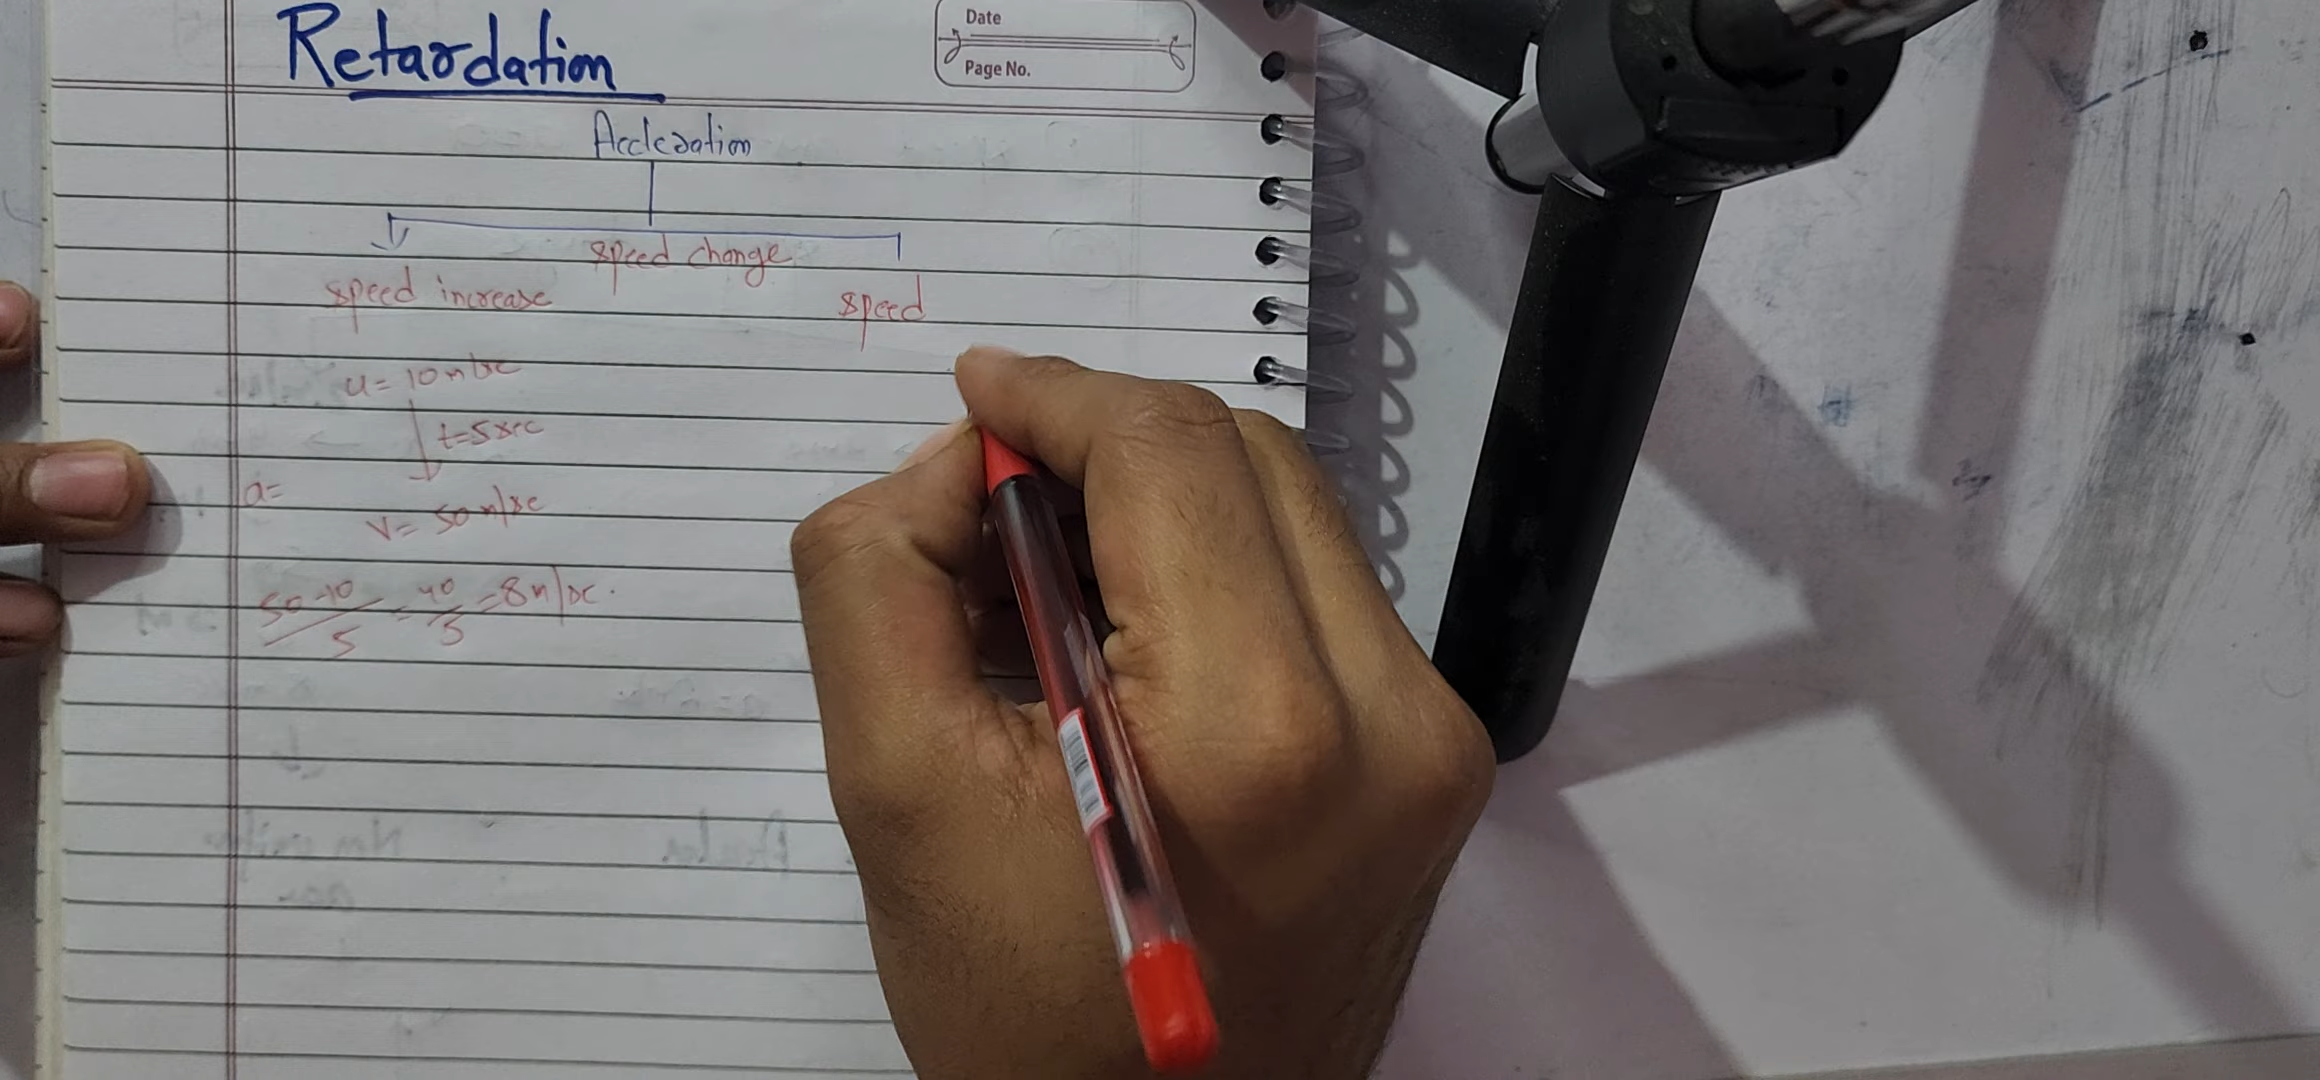 Retardation
Date
Page No.
Accleration
speed change
speed increase
speed
u = 10 m/sec
t=5 sec
a=
v= 50 m/sec
50-10/5 = 40/5 = 8 m/sec.